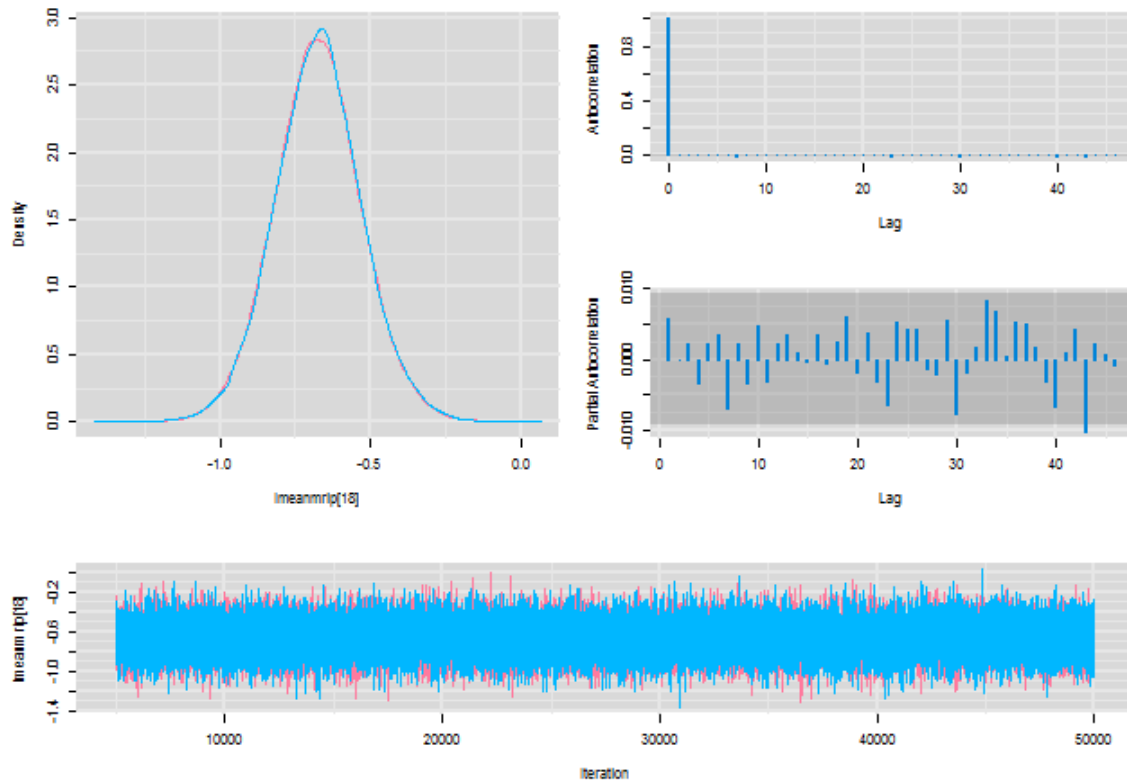 Density
3.0
2.5
2.0
1.5
1.0
0.5
0.0
-1.0 -0.5 0.0
lmeanmrip[18]
Autocorrelation
0.8
0.4
0.0
0 10 20 30 40
Lag
Partial Autocorrelation
0.010
0.000
-0.010
0 10 20 30 40
Lag
lmeanmrip[18]
-0.2
-0.6
-1.0
-1.4
10000 20000 30000 40000 50000
Iteration